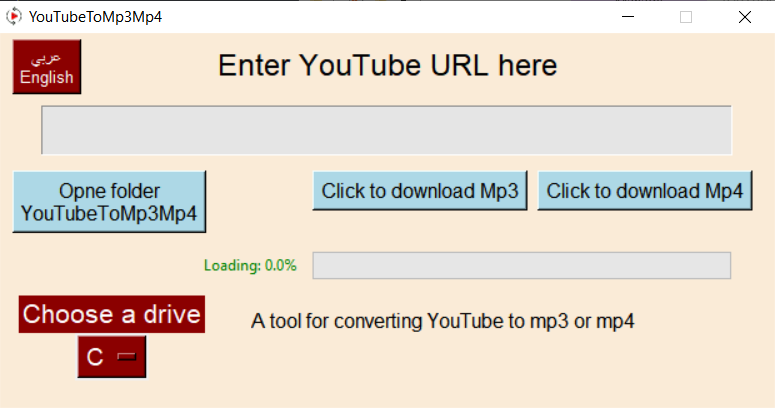 YouTubeToMp3Mp4
عربي
English
Enter YouTube URL here
Opne folder
YouTubeToMp3Mp4
Click to download Mp3
Click to download Mp4
Loading: 0.0%
Choose a drive
A tool for converting YouTube to mp3 or mp4
C